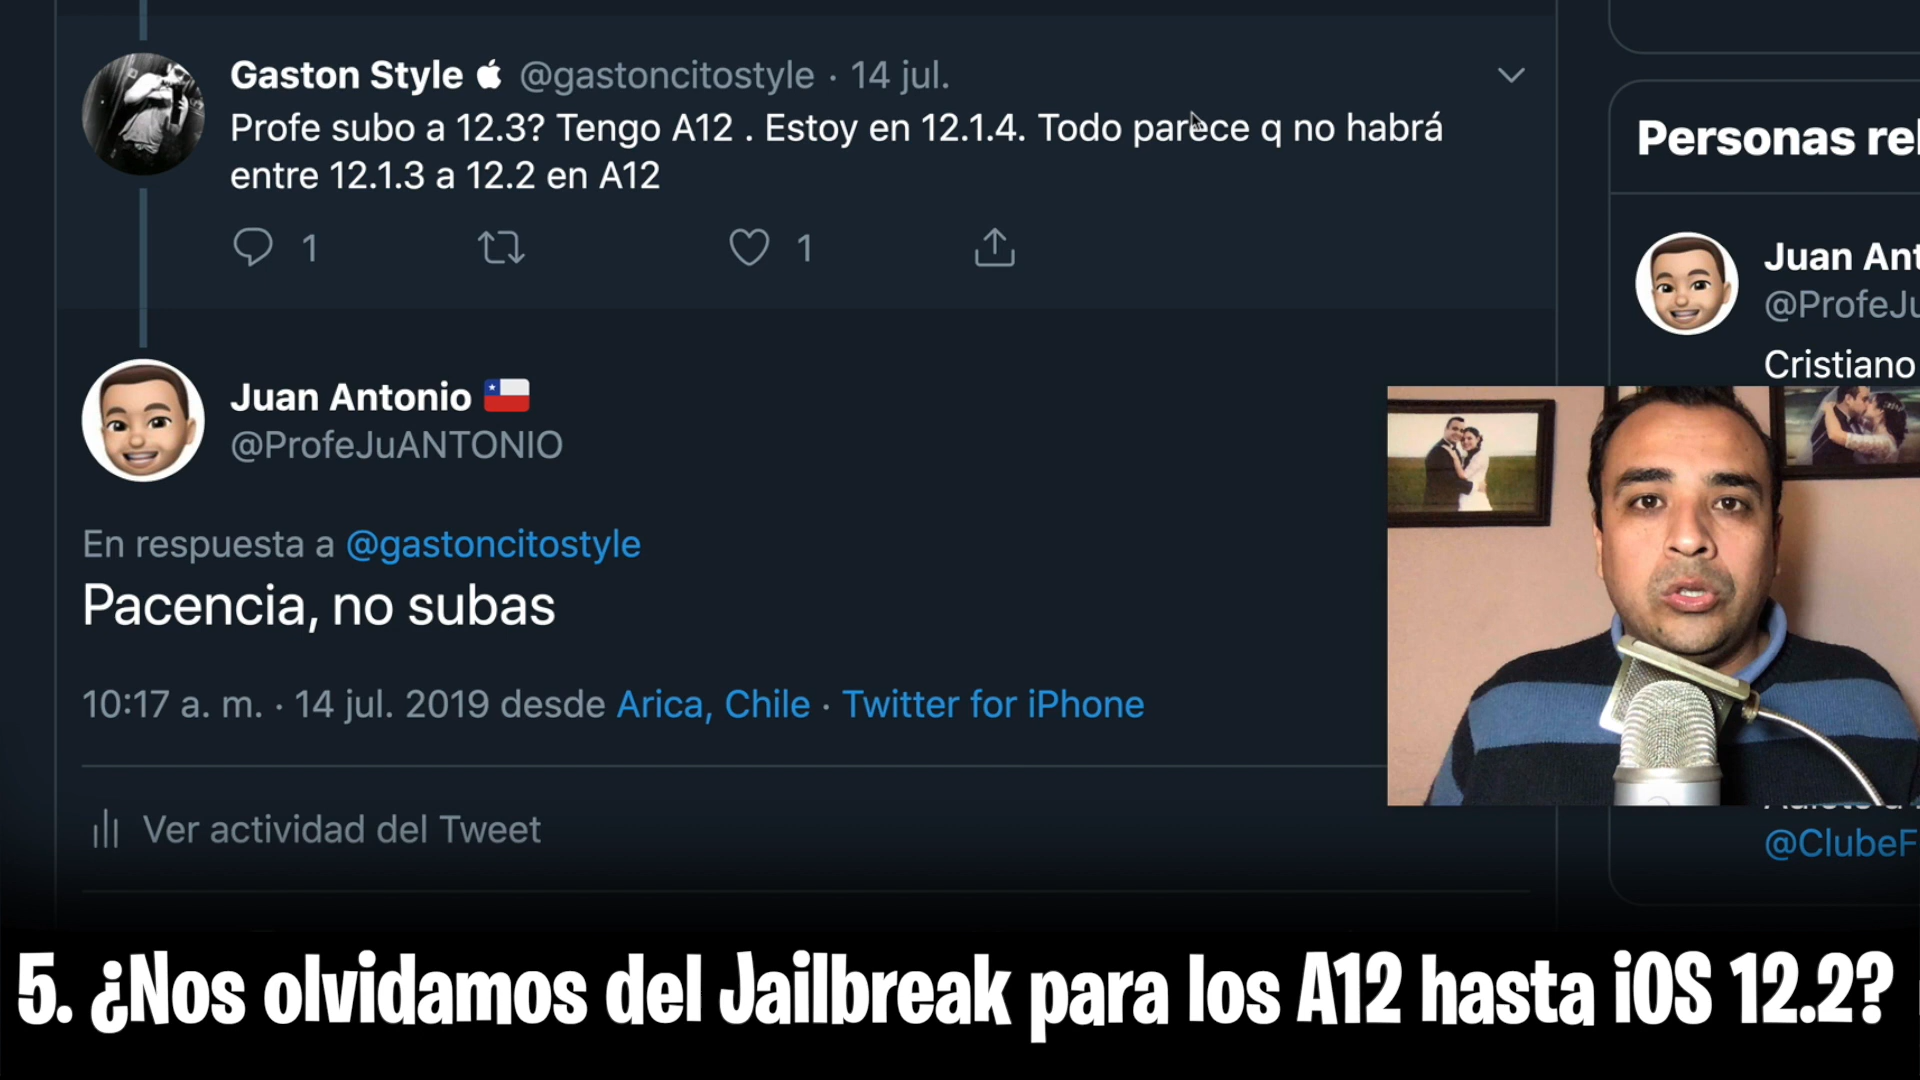 Gaston Style @gastoncitostyle · 14 jul.
Profe subo a 12.3? Tengo A12 . Estoy en 12.1.4. Todo parece q no habrá
entre 12.1.3 a 12.2 en A12
1 1
Juan Antonio
@ProfeJuANTONIO
En respuesta a @gastoncitostyle
Pacencia, no subas
10:17 a. m. · 14 jul. 2019 desde Arica, Chile · Twitter for iPhone
Ver actividad del Tweet
Personas rel
Juan Ant
@ProfeJu
Cristiano
@ClubeF
5. ¿Nos olvidamos del Jailbreak para los A12 hasta iOS 12.2?